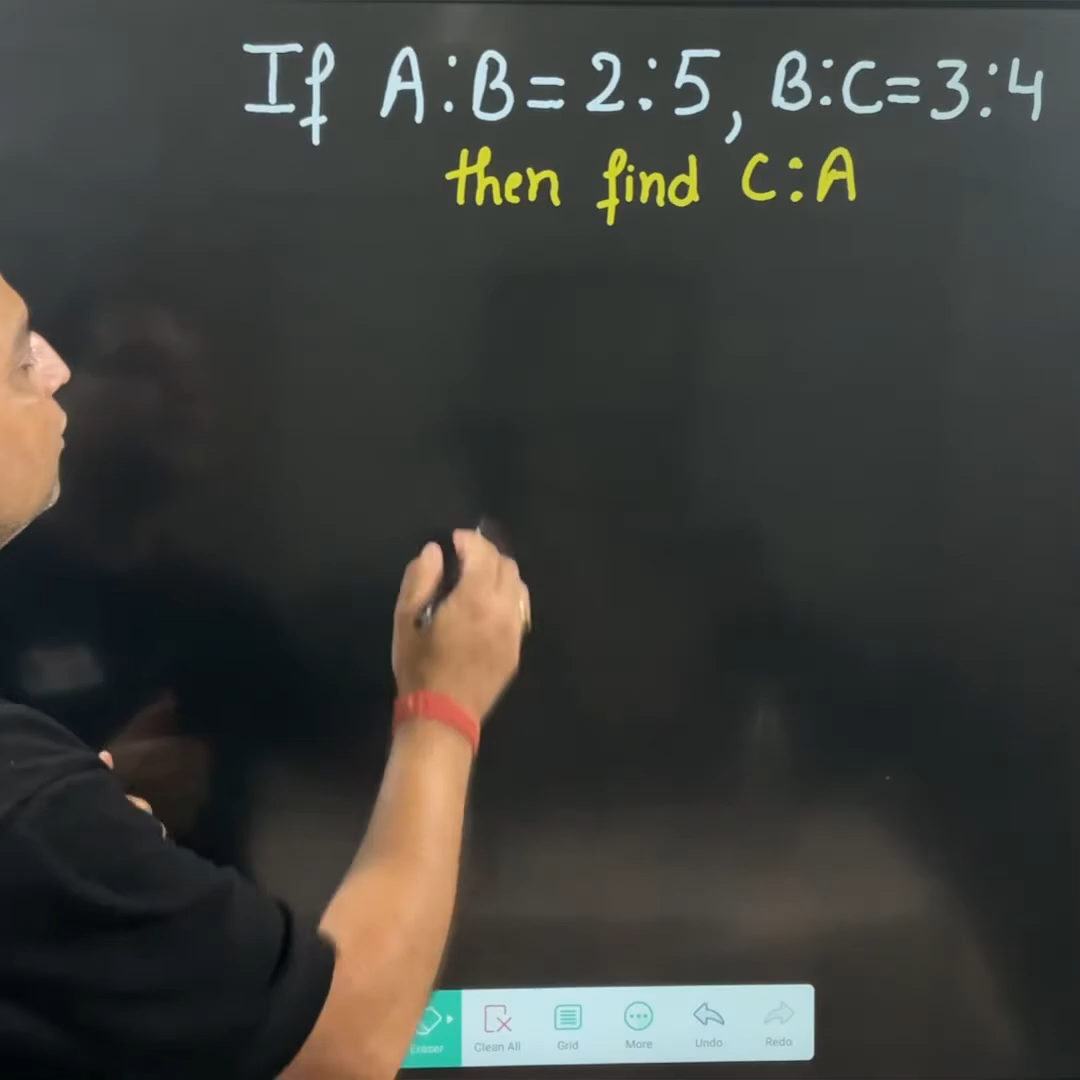 If A:B=2:5, B:C=3:4
then find C:A
Eraser Clean All Grid More Undo Redo